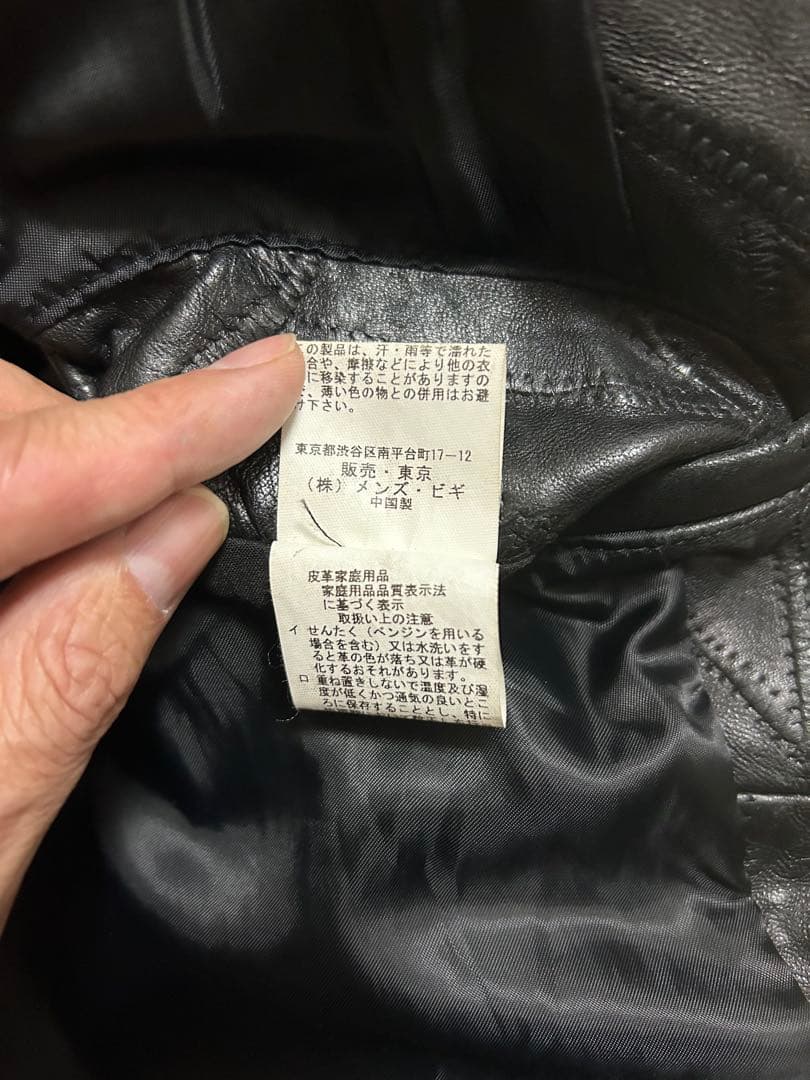 の製品は、汗・雨等で濡れた
合や、摩擦などにより他の衣
に移染することがありますの
、薄い色の物との併用はお避
け下さい。
東京都渋谷区南平台町17-12
販売・東京
(株)メンズ・ビギ
中国製
皮革家庭用品
家庭用品品質表示法
に基づく表示
取扱い上の注意
イ せんたく(ベンジンを用いる
場合を含む)又は水洗いをす
ると革の色が落ち又は革が硬
化するおそれがあります。
ロ 重ね置きしないで温度及び湿
度が低くかつ通気の良いとこ
ろに保存することとし、特に